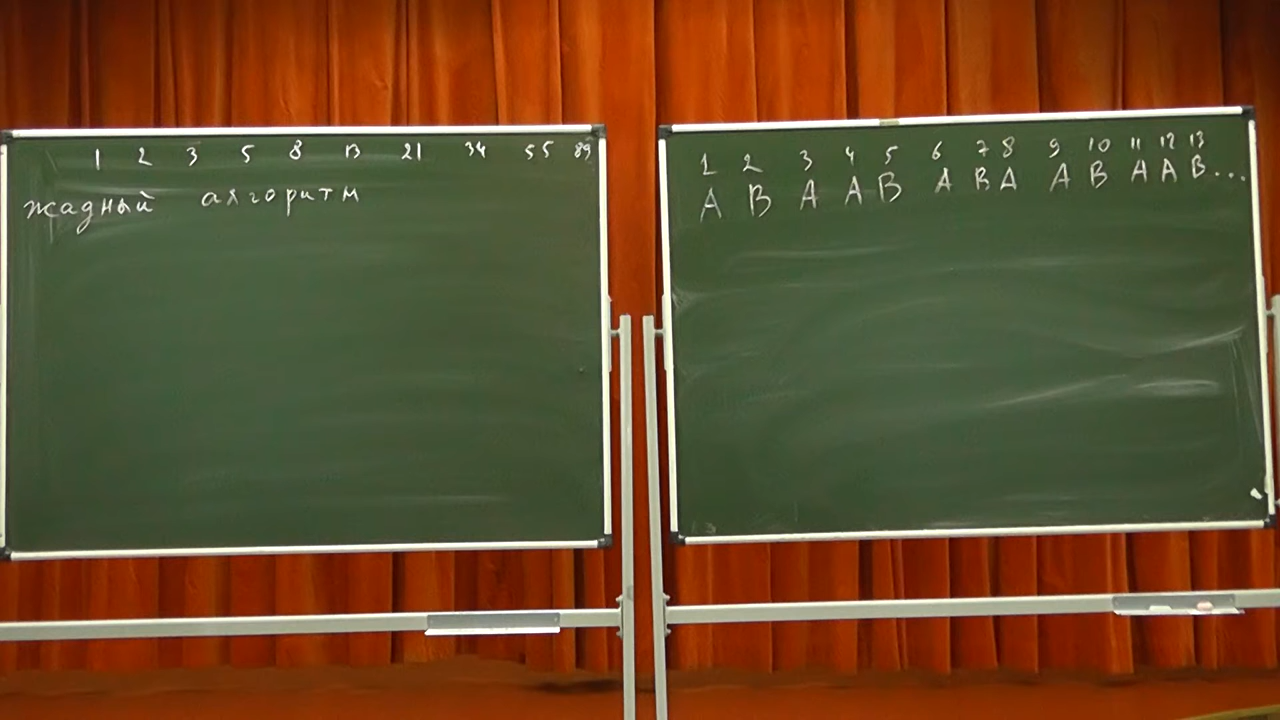 1 2 3 5 8 13 21 34 55 89
жадный алгоритм
1 2 3 4 5 6 7 8 9 10 11 12 13
A B A A B A B A A B A A B...